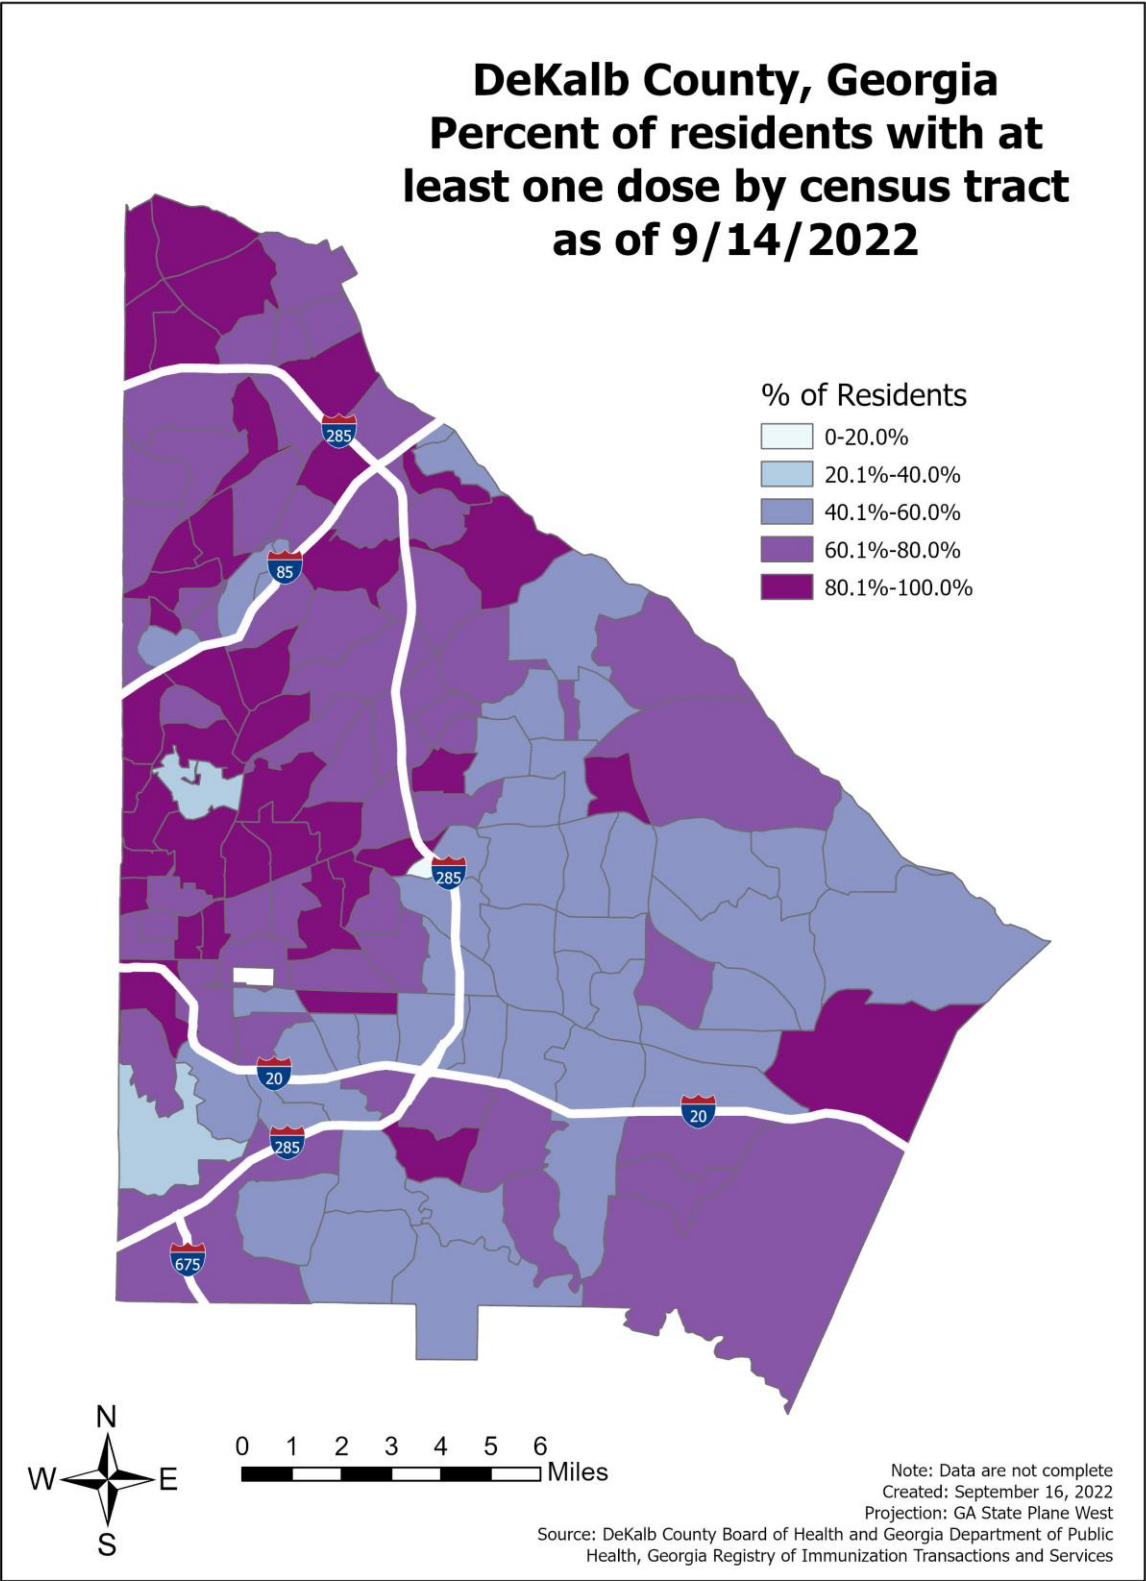 DeKalb County, Georgia
Percent of residents with at
least one dose by census tract
as of 9/14/2022
% of Residents
0-20.0%
20.1%-40.0%
40.1%-60.0%
60.1%-80.0%
80.1%-100.0%
285
85
285
20
20
285
675
N
W E
S
0 1 2 3 4 5 6
Miles
Note: Data are not complete
Created: September 16, 2022
Projection: GA State Plane West
Source: DeKalb County Board of Health and Georgia Department of Public
Health, Georgia Registry of Immunization Transactions and Services